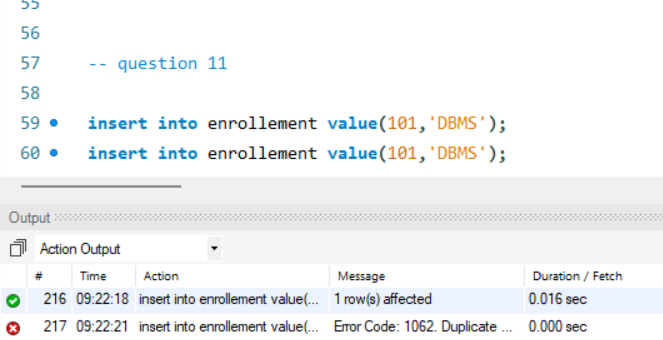 55
56
57 -- question 11
58
59 insert into enrollement value(101,'DBMS');
60 insert into enrollement value(101,'DBMS');
Output
Action Output
# Time Action Message Duration / Fetch
216 09:22:18 insert into enrollement value(... 1 row(s) affected 0.016 sec
217 09:22:21 insert into enrollement value(... Error Code: 1062. Duplicate ... 0.000 sec